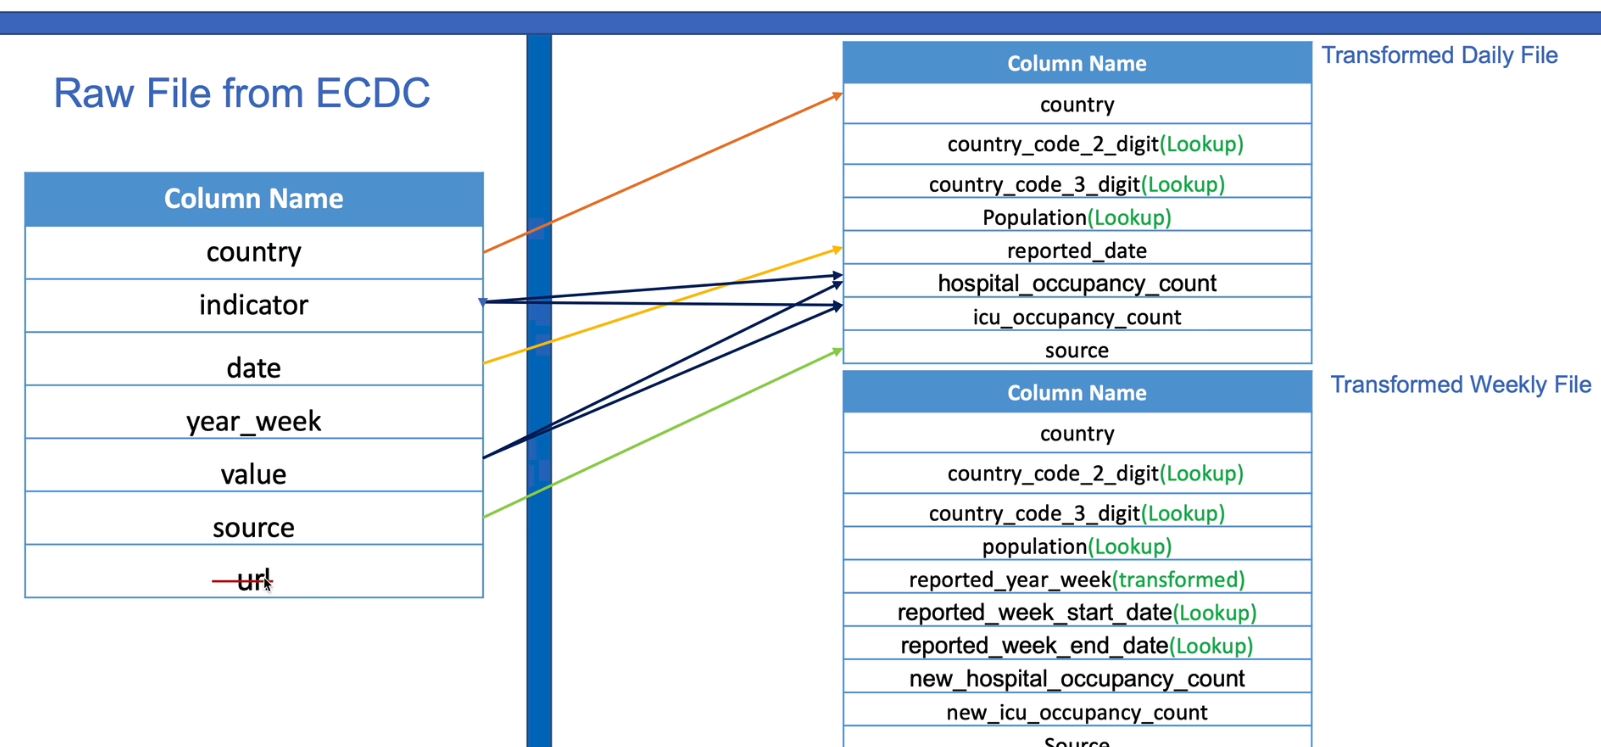 Raw File from ECDC
Column Name
country
indicator
date
year_week
value
source
url
Transformed Daily File
Column Name
country
country_code_2_digit(Lookup)
country_code_3_digit(Lookup)
Population(Lookup)
reported_date
hospital_occupancy_count
icu_occupancy_count
source
Transformed Weekly File
Column Name
country
country_code_2_digit(Lookup)
country_code_3_digit(Lookup)
population(Lookup)
reported_year_week(transformed)
reported_week_start_date(Lookup)
reported_week_end_date(Lookup)
new_hospital_occupancy_count
new_icu_occupancy_count
Source